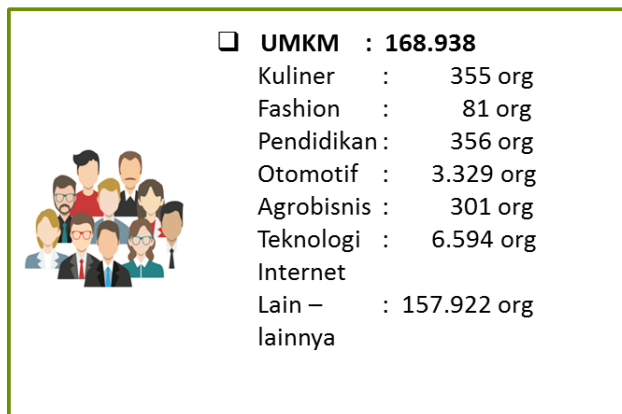 ❑ UMKM : 168.938
Kuliner : 355 org
Fashion : 81 org
Pendidikan : 356 org
Otomotif : 3.329 org
Agrobisnis : 301 org
Teknologi : 6.594 org
Internet
Lain – : 157.922 org
lainnya